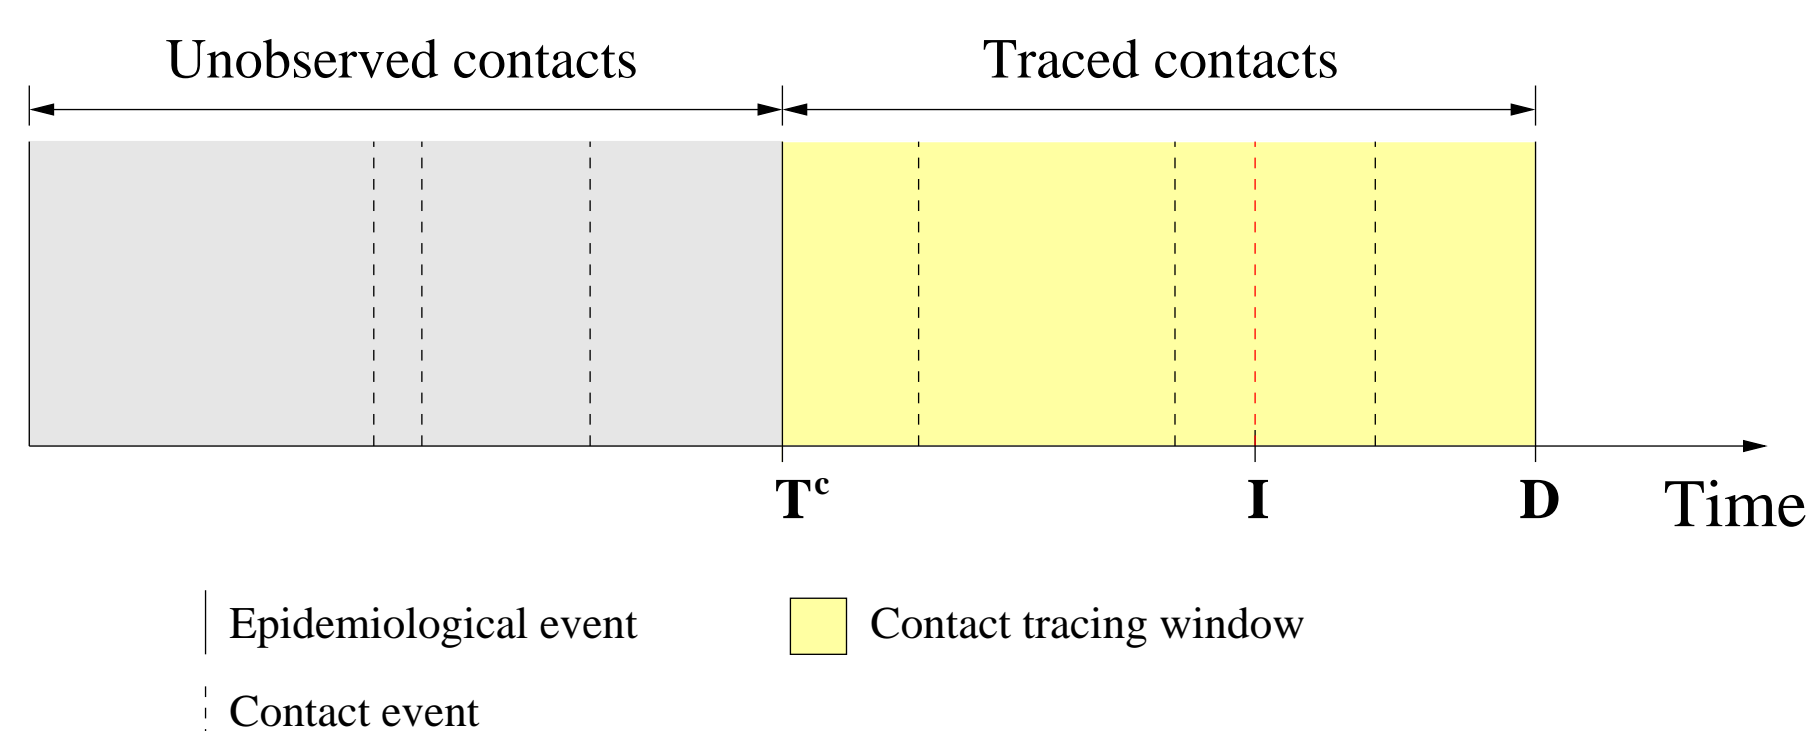 Unobserved contacts Traced contacts
T^c I D Time
Epidemiological event Contact tracing window
Contact event